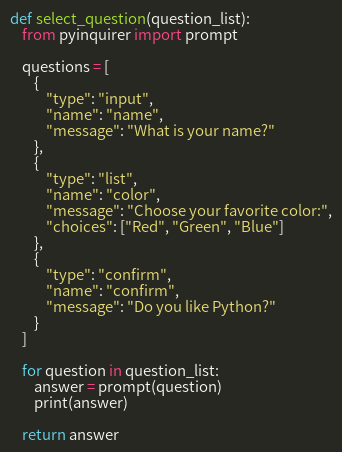 def select_question(question_list):
    from pyinquirer import prompt

    questions = [
        {
            "type": "input",
            "name": "name",
            "message": "What is your name?"
        },
        {
            "type": "list",
            "name": "color",
            "message": "Choose your favorite color:",
            "choices": ["Red", "Green", "Blue"]
        },
        {
            "type": "confirm",
            "name": "confirm",
            "message": "Do you like Python?"
        }
    ]

    for question in question_list:
        answer = prompt(question)
        print(answer)

    return answer